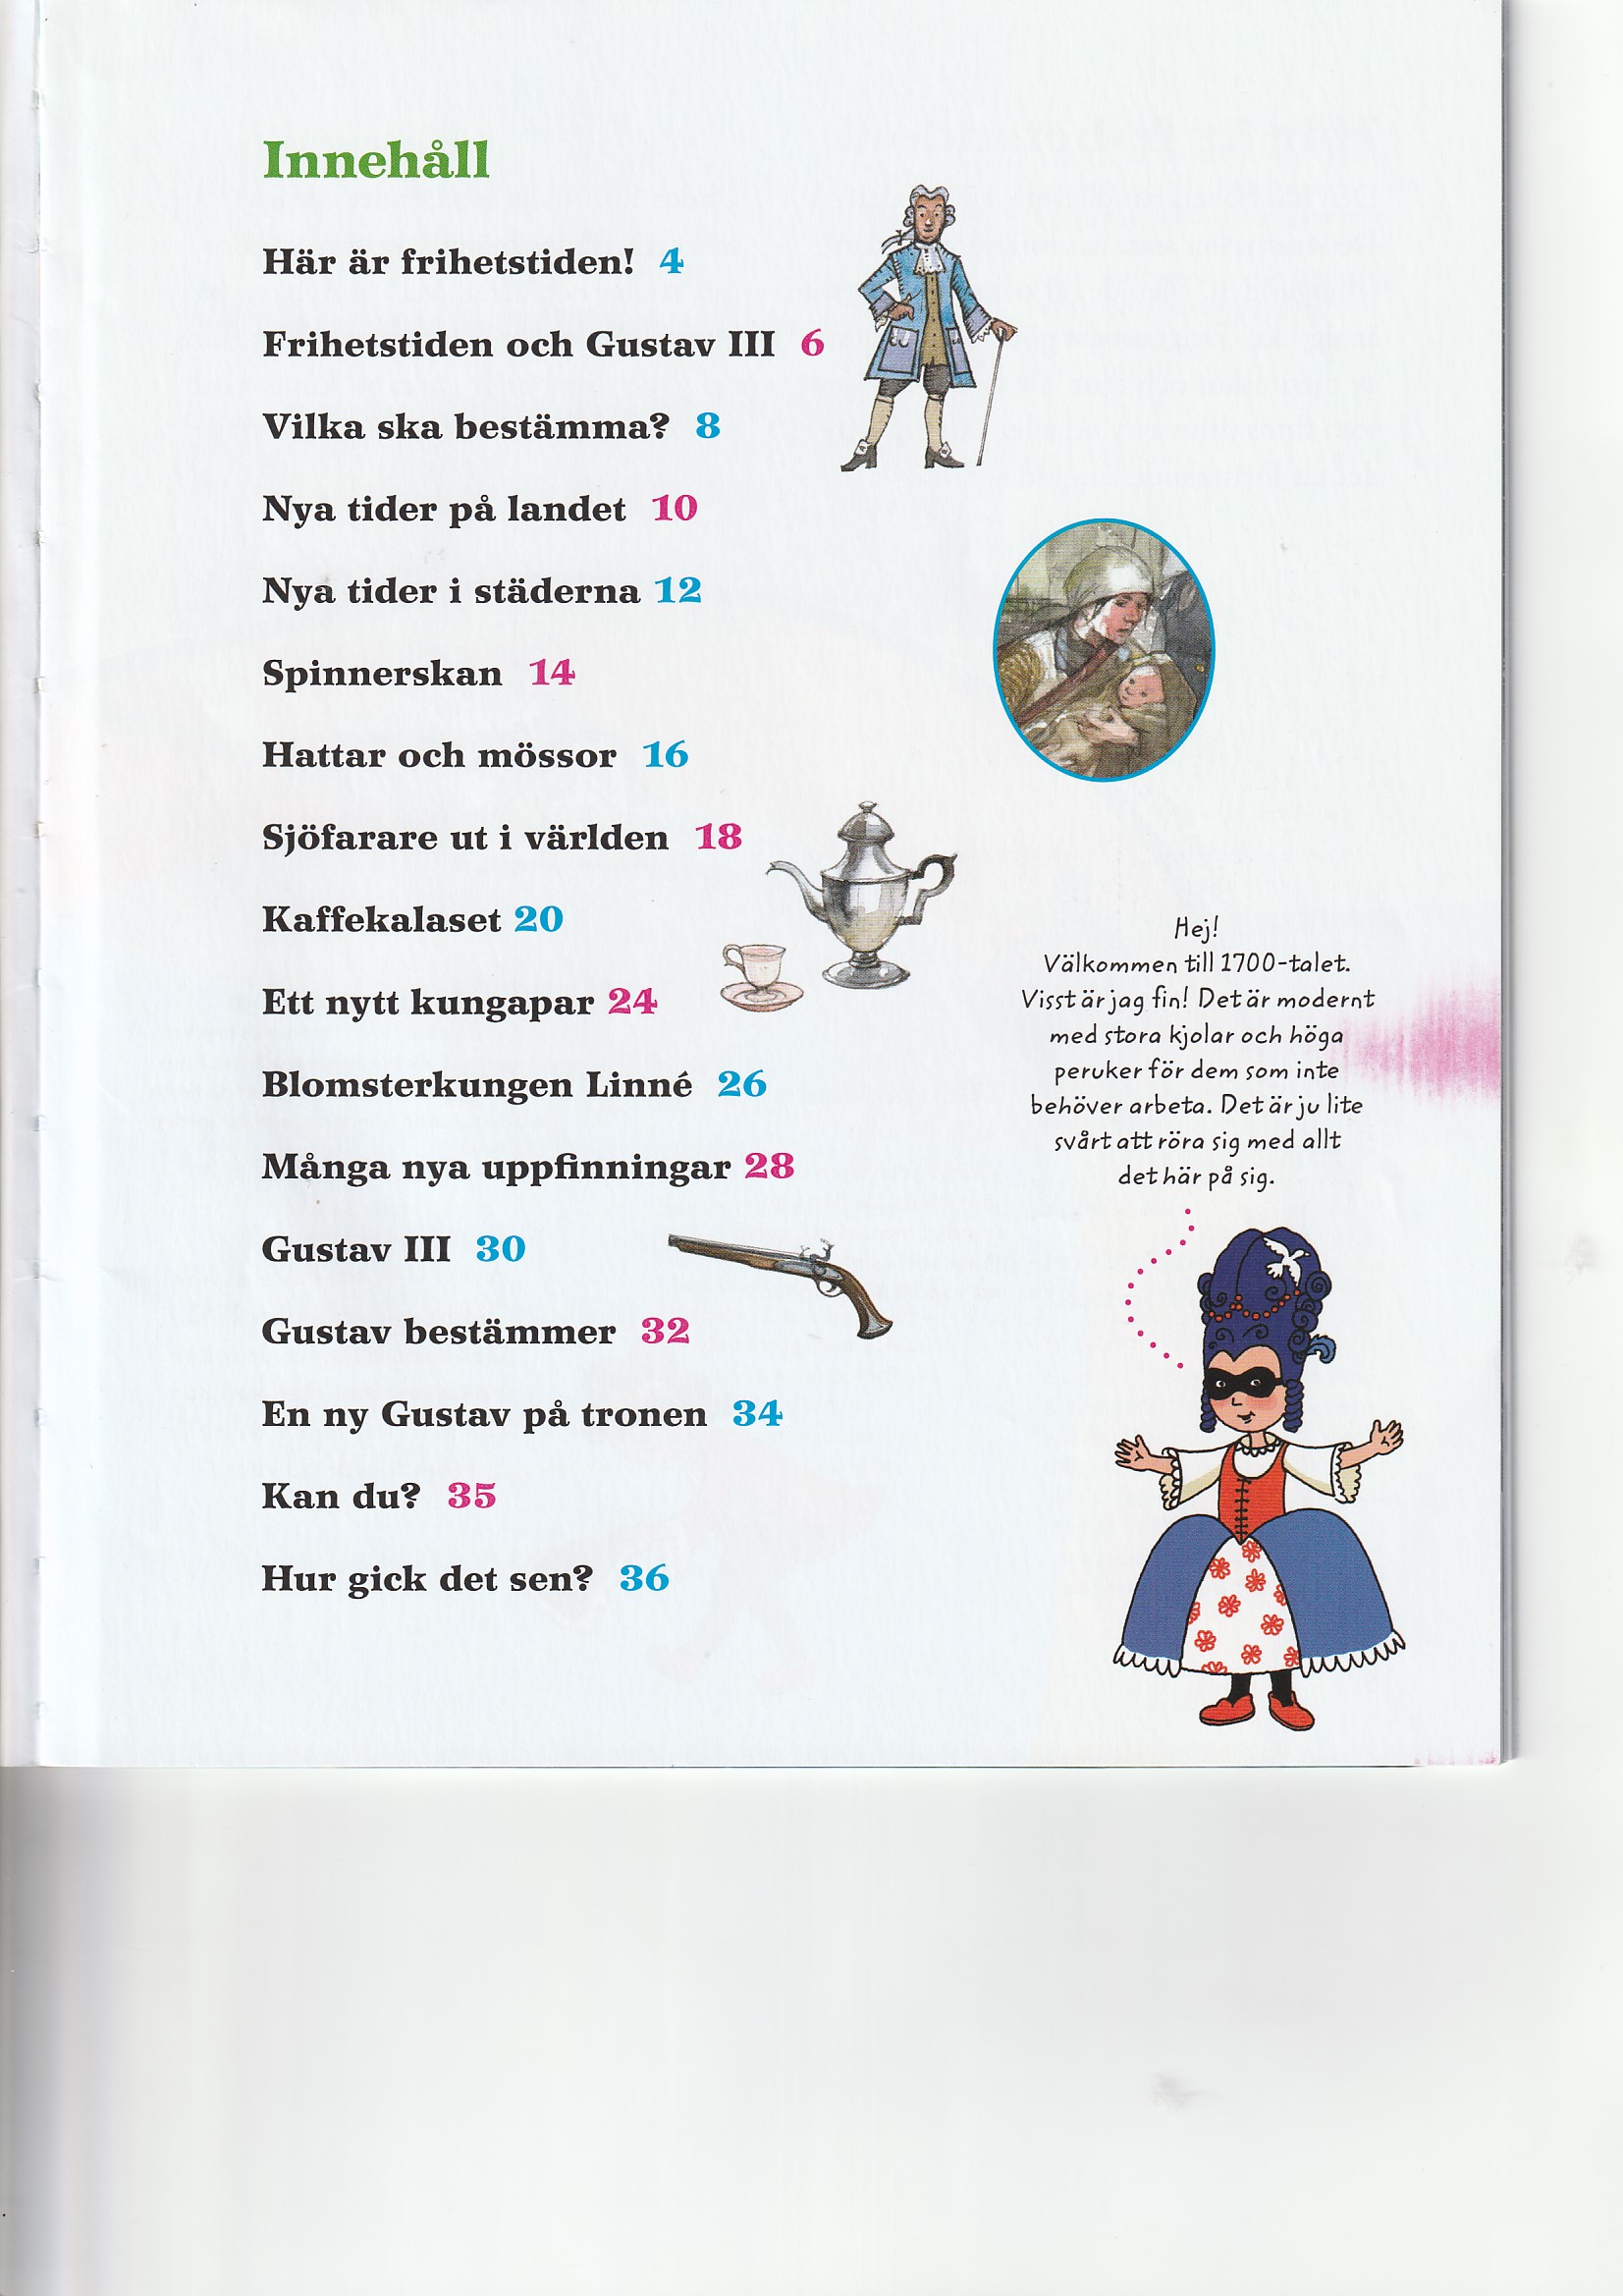 Innehåll
Här är frihetstiden! 4
Frihetstiden och Gustav III 6
Vilka ska bestämma? 8
Nya tider på landet 10
Nya tider i städerna 12
Spinnerskan 14
Hattar och mössor 16
Sjöfarare ut i världen 18
Kaffekalaset 20
Ett nytt kungapar 24
Blomsterkungen Linné 26
Många nya uppfinningar 28
Gustav III 30
Gustav bestämmer 32
En ny Gustav på tronen 34
Kan du? 35
Hur gick det sen? 36
Hej!
Välkommen till 1700-talet.
Visst är jag fin! Det är modernt
med stora kjolar och höga
peruker för dem som inte
behöver arbeta. Det är ju lite
svårt att röra sig med allt
det här på sig.